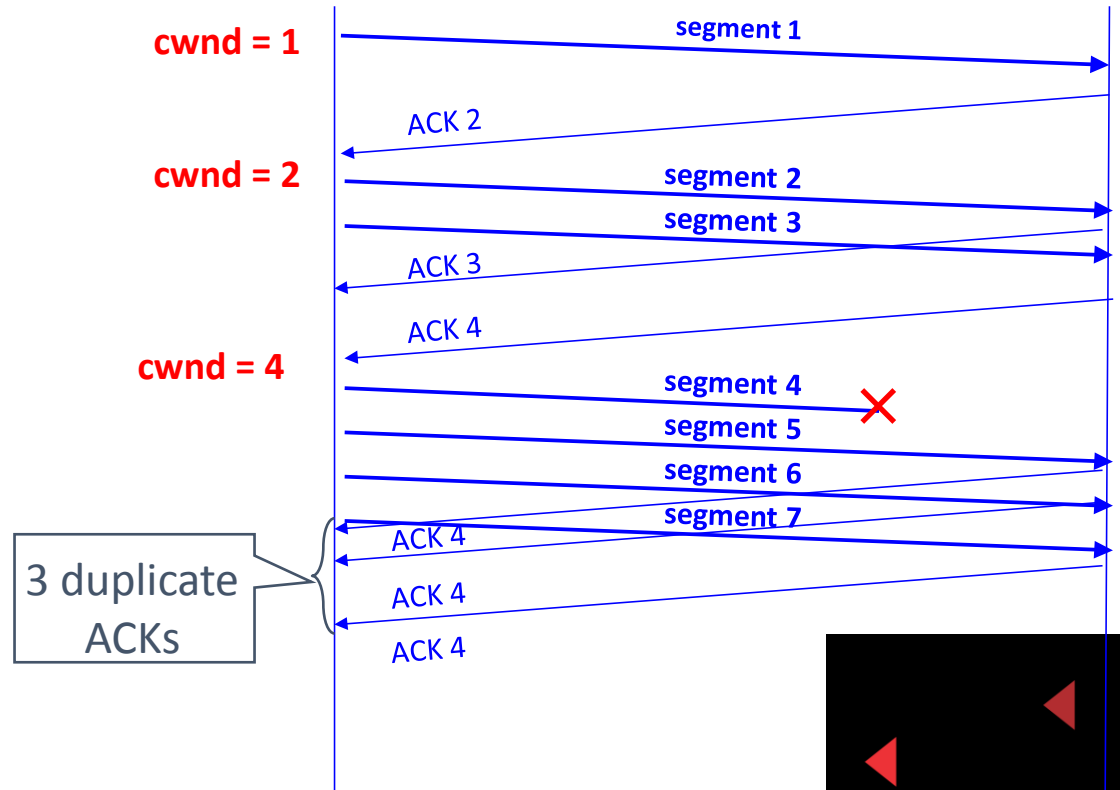 segment 1
cwnd = 1
ACK 2
cwnd = 2
segment 2
segment 3
ACK 3
ACK 4
cwnd = 4
segment 4
segment 5
segment 6
segment 7
ACK 4
3 duplicate
ACKs
ACK 4
ACK 4